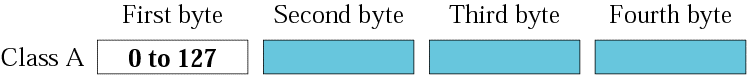 First byte Second byte Third byte Fourth byte
Class A 0 to 127